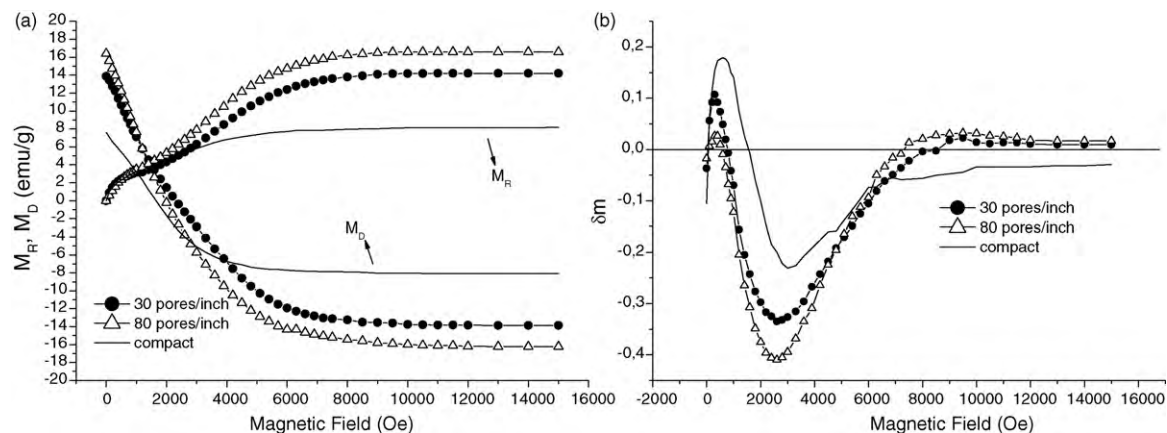 (a)
20
18
16
14
12
10
8
6
4
2
0
-2
-4
-6
-8
-10
-12
-14
-16
-18
-20
M_R, M_D (emu/g)
M_R
M_D
30 pores/inch
80 pores/inch
compact
0 2000 4000 6000 8000 10000 12000 14000 16000
Magnetic Field (Oe)
(b)
0,2
0,1
0,0
-0,1
-0,2
-0,3
-0,4
δm
30 pores/inch
80 pores/inch
compact
-2000 0 2000 4000 6000 8000 10000 12000 14000 16000
Magnetic Field (Oe)